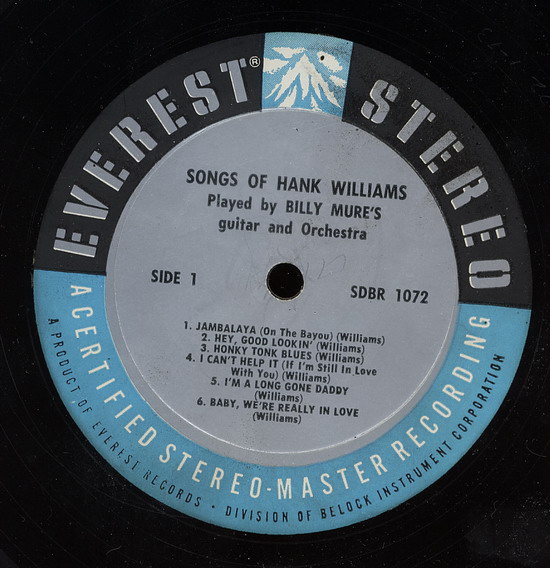 EVEREST® STEREO
SONGS OF HANK WILLIAMS
Played by BILLY MURE'S
guitar and Orchestra
SIDE 1
SDBR 1072
1. JAMBALAYA (On The Bayou) (Williams)
2. HEY, GOOD LOOKIN' (Williams)
3. HONKY TONK BLUES (Williams)
4. I CAN'T HELP IT (If I'm Still In Love
With You) (Williams)
5. I'M A LONG GONE DADDY
(Williams)
6. BABY, WE'RE REALLY IN LOVE
(Williams)
A CERTIFIED STEREO-MASTER RECORDING
A PRODUCT OF EVEREST RECORDS · DIVISION OF BELOCK INSTRUMENT CORPORATION